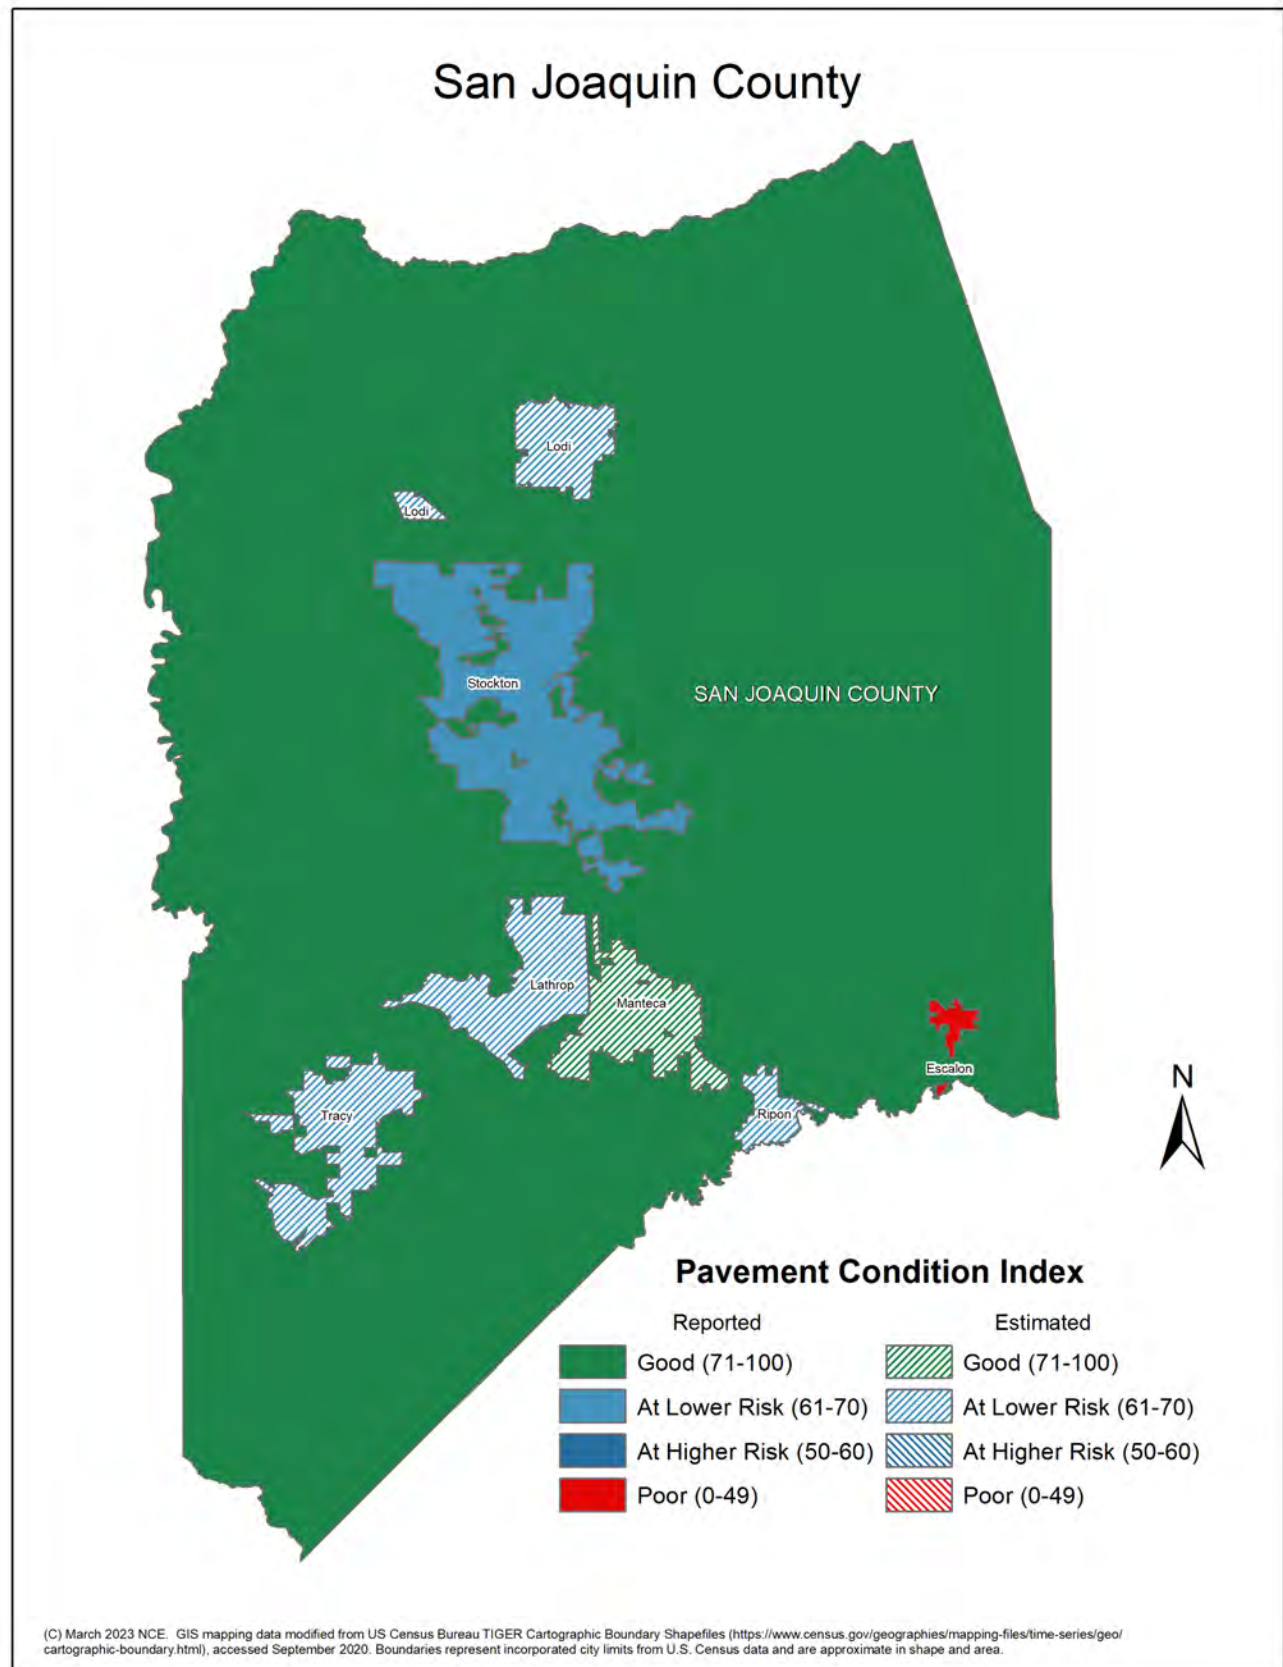 San Joaquin County
Lodi
Lodi
Stockton
SAN JOAQUIN COUNTY
Lathrop
Manteca
Escalon
Tracy
Ripon
N
Pavement Condition Index
Reported Estimated
Good (71-100) Good (71-100)
At Lower Risk (61-70) At Lower Risk (61-70)
At Higher Risk (50-60) At Higher Risk (50-60)
Poor (0-49) Poor (0-49)
(C) March 2023 NCE. GIS mapping data modified from US Census Bureau TIGER Cartographic Boundary Shapefiles (https://www.census.gov/geographies/mapping-files/time-series/geo/
cartographic-boundary.html), accessed September 2020. Boundaries represent incorporated city limits from U.S. Census data and are approximate in shape and area.